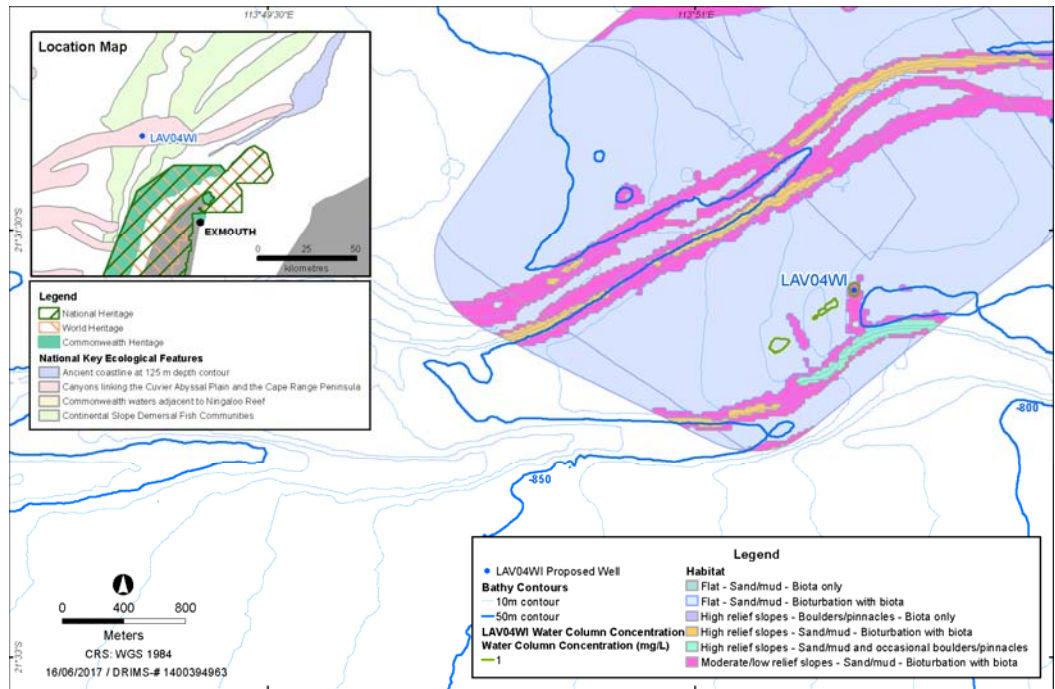 113°49'30"E
113°51'E
Location Map
LAV04WI
EXMOUTH
0 25 50
kilometres
21°31'30"S
Legend
National Heritage
World Heritage
Commonwealth Heritage
National Key Ecological Features
Ancient coastline at 125 m depth contour
Canyons linking the Cuvier Abyssal Plain and the Cape Range Peninsula
Commonwealth waters adjacent to Ningaloo Reef
Continental Slope Demersal Fish Communities
LAV04WI
-800
-850
0 400 800
Meters
CRS: WGS 1984
16/06/2017 / DRIMS-# 1400394963
21°33'S
Legend
LAV04WI Proposed Well
Bathy Contours
10m contour
50m contour
LAV04WI Water Column Concentration
Water Column Concentration (mg/L)
1
Habitat
Flat - Sand/mud - Biota only
Flat - Sand/mud - Bioturbation with biota
High relief slopes - Boulders/pinnacles - Biota only
High relief slopes - Sand/mud - Bioturbation with biota
High relief slopes - Sand/mud and occasional boulders/pinnacles
Moderate/low relief slopes - Sand/mud - Bioturbation with biota